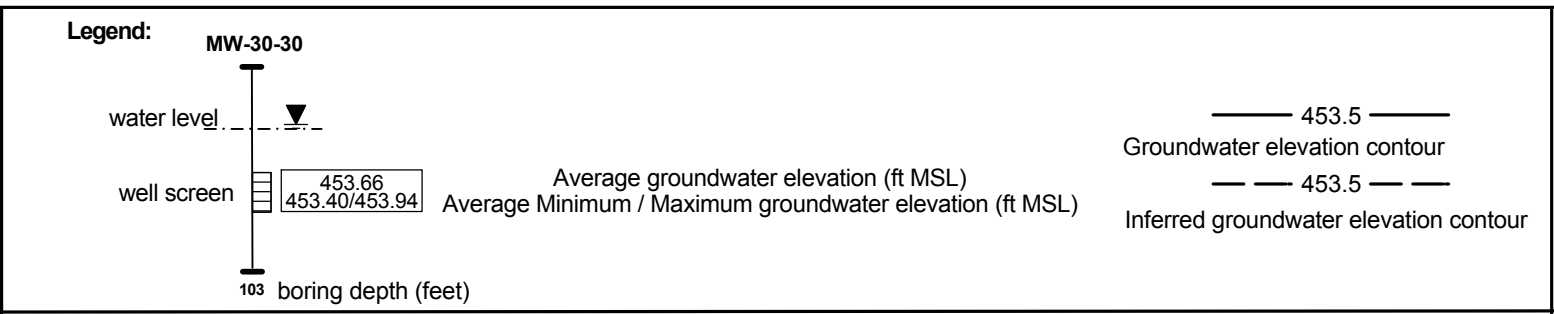 Legend:
MW-30-30
water level
well screen
453.66
453.40/453.94
Average groundwater elevation (ft MSL)
Average Minimum / Maximum groundwater elevation (ft MSL)
103 boring depth (feet)
453.5
Groundwater elevation contour
453.5
Inferred groundwater elevation contour